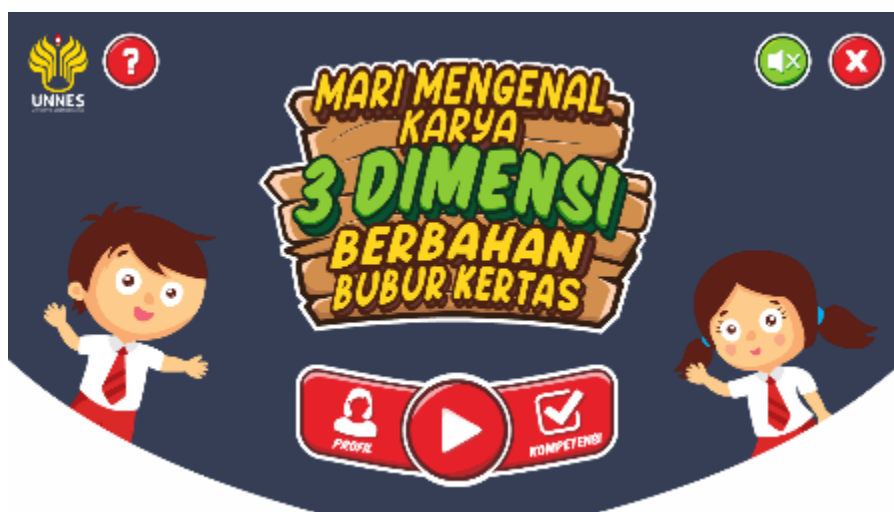 UNNES
?
MARI MENGENAL
KARYA
3 DIMENSI
BERBAHAN
BUBUR KERTAS
PROFIL
KOMPETENSI